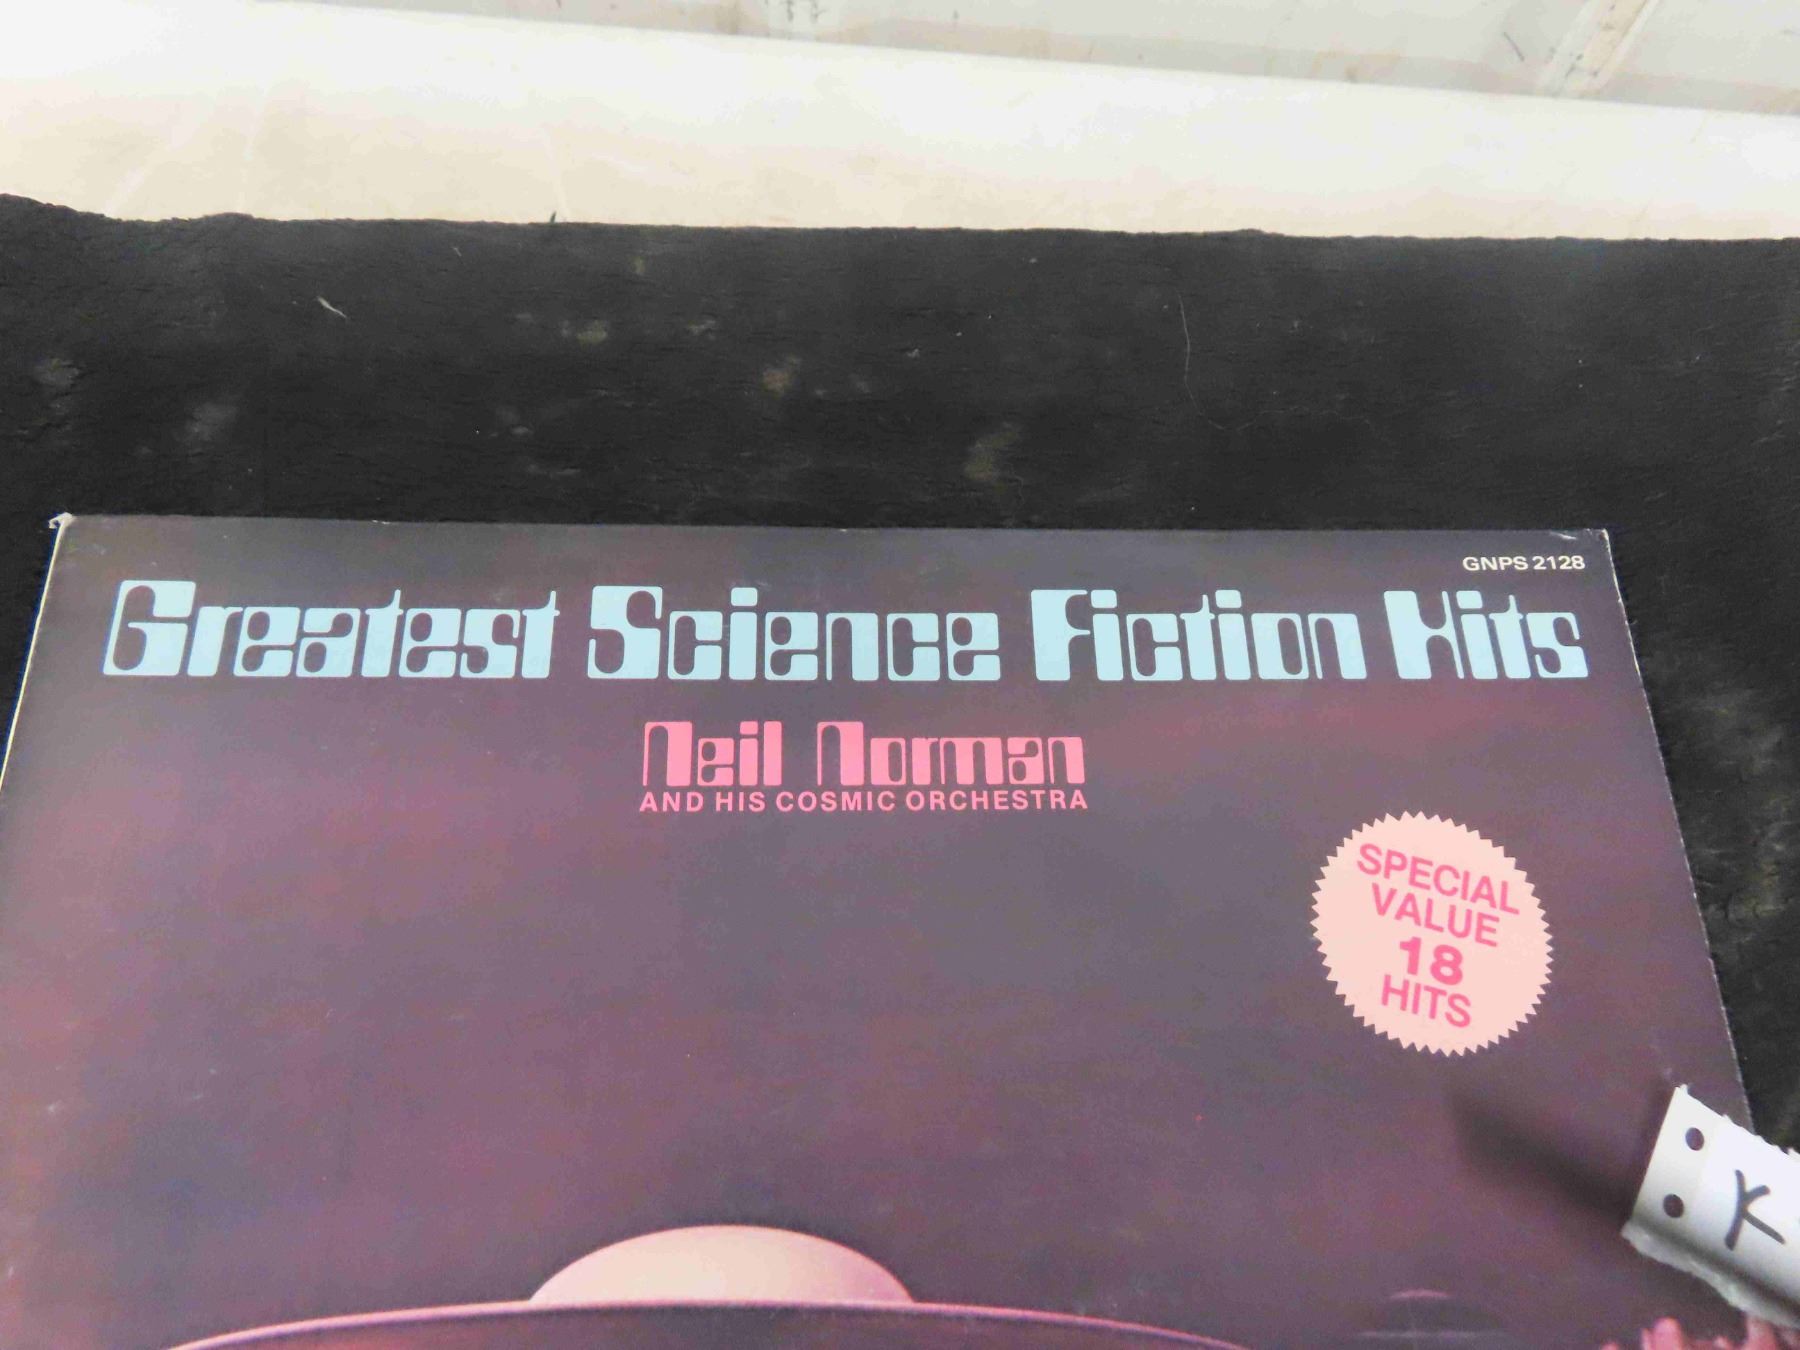 GNPS 2128
Greatest Science Fiction Hits
Neil Norman
AND HIS COSMIC ORCHESTRA
SPECIAL
VALUE
18
HITS
K